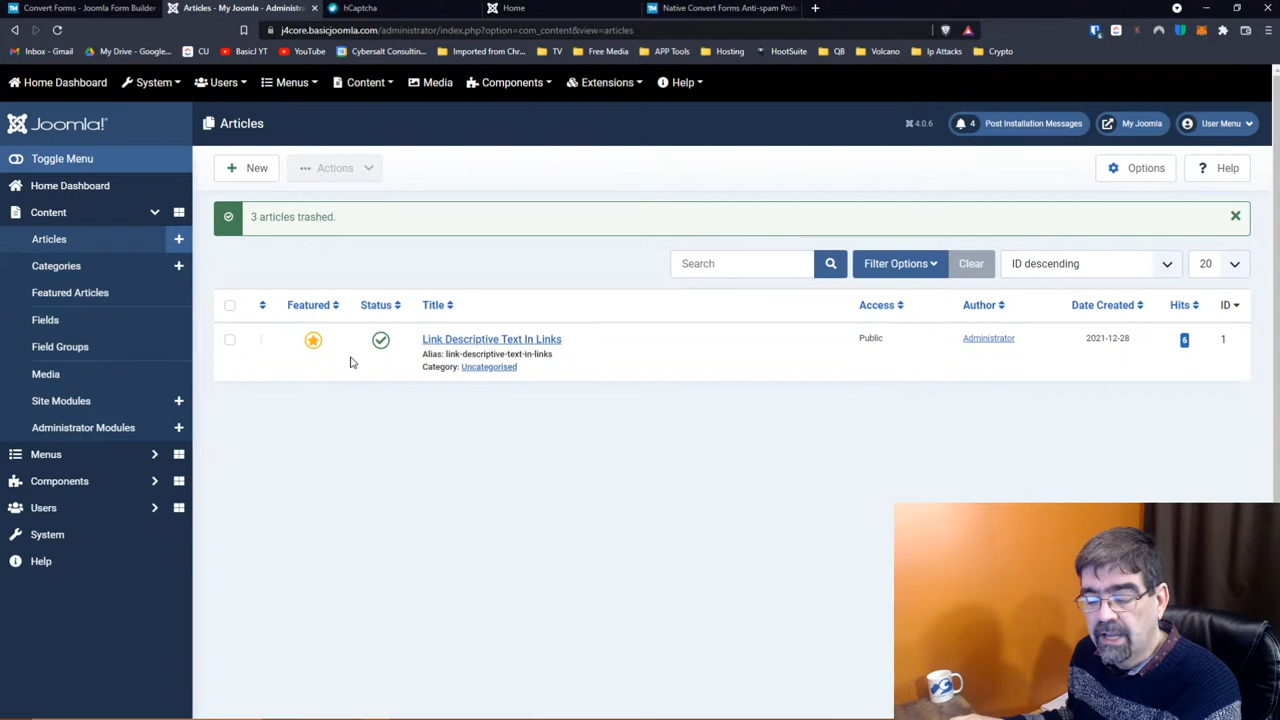 Convert Forms - Joomla Form Builder
Articles - My Joomla - Administra
hCaptcha
Home
Native Convert Forms Anti-spam Prot
j4core.basicjoomla.com/administrator/index.php?option=com_content&view=articles
Inbox - Gmail
My Drive - Google...
CU
BasicJ YT
YouTube
Cybersalt Consulting...
Imported from Chr...
TV
Free Media
APP Tools
Hosting
HootSuite
QB
Volcano
Ip Attacks
Crypto
Home Dashboard
System
Users
Menus
Content
Media
Components
Extensions
Help
Joomla!
Articles
4.0.6
4 Post Installation Messages
My Joomla
User Menu
Toggle Menu
Home Dashboard
Content
Articles
Categories
Featured Articles
Fields
Field Groups
Media
Site Modules
Administrator Modules
Menus
Components
Users
System
Help
New
Actions
Options
Help
3 articles trashed.
Search
Filter Options
Clear
ID descending
20
Featured
Status
Title
Access
Author
Date Created
Hits
ID
Link Descriptive Text In Links
Alias: link-descriptive-text-in-links
Category: Uncategorised
Public
Administrator
2021-12-28
6
1